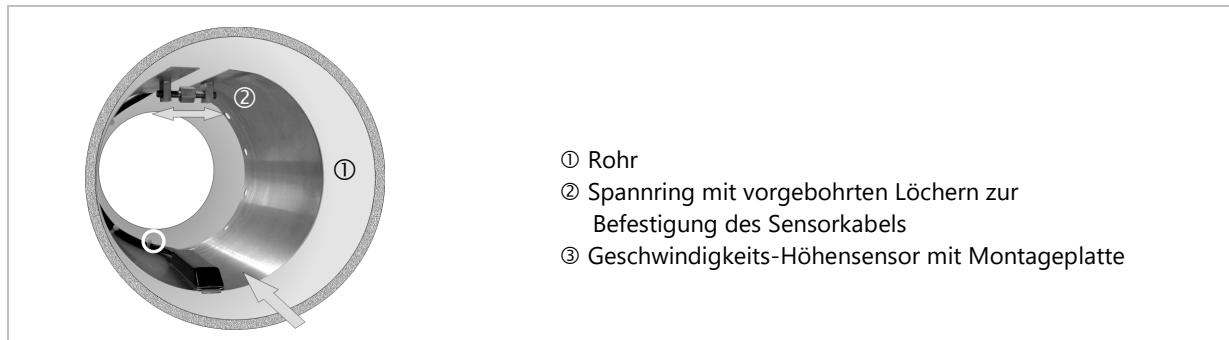 ②
①
① Rohr
② Spannring mit vorgebohrten Löchern zur
Befestigung des Sensorkabels
③ Geschwindigkeits-Höhensensor mit Montageplatte